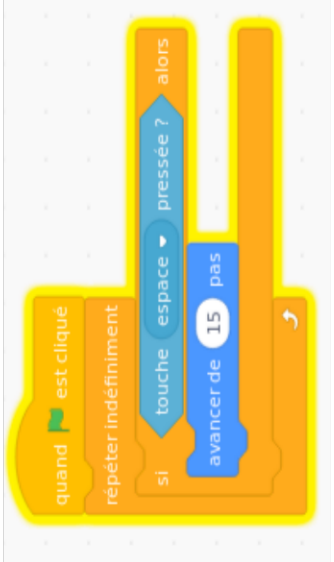 quand est cliqué
répéter indéfiniment
si touche espace pressée ? alors
avancer de 15 pas